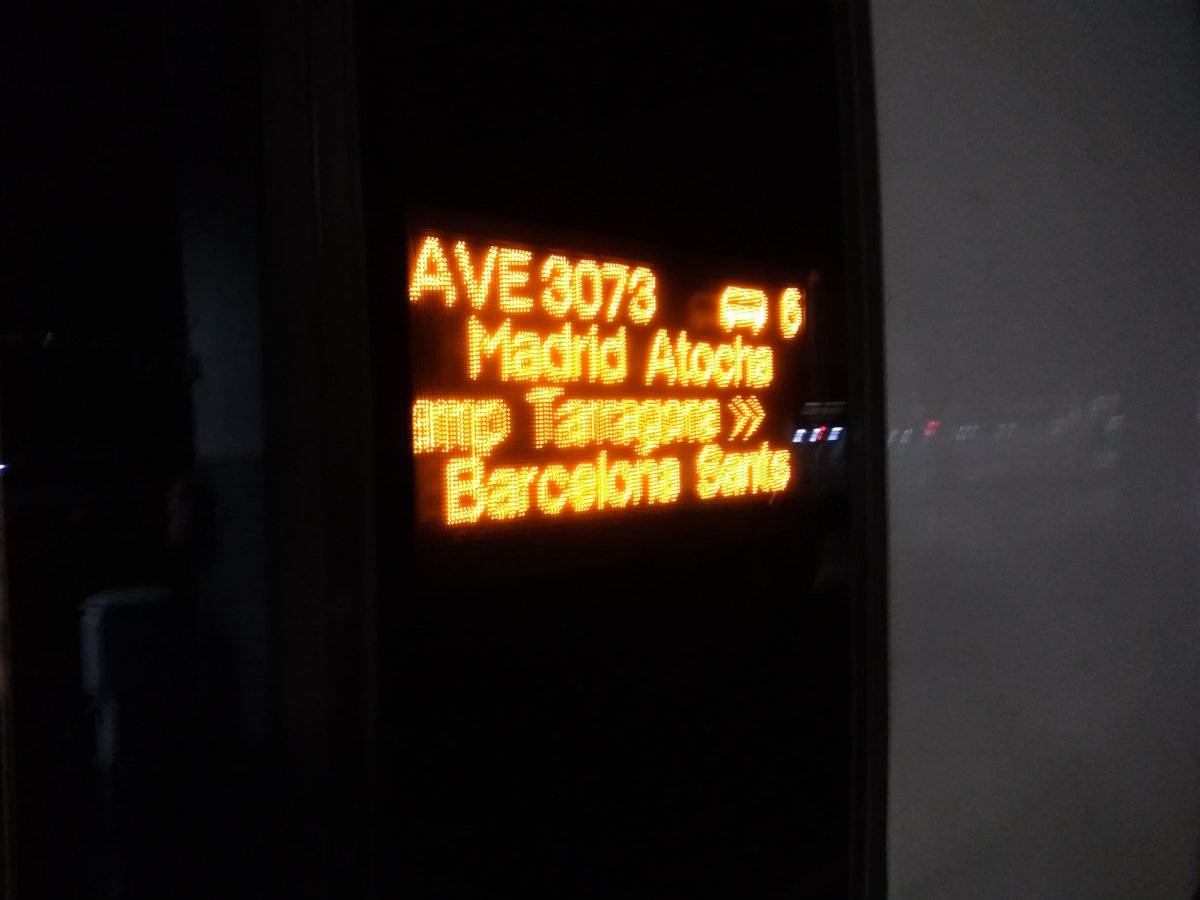 AVE 3073 6
Madrid Atocha
amp Tarragona »
Barcelona Sants